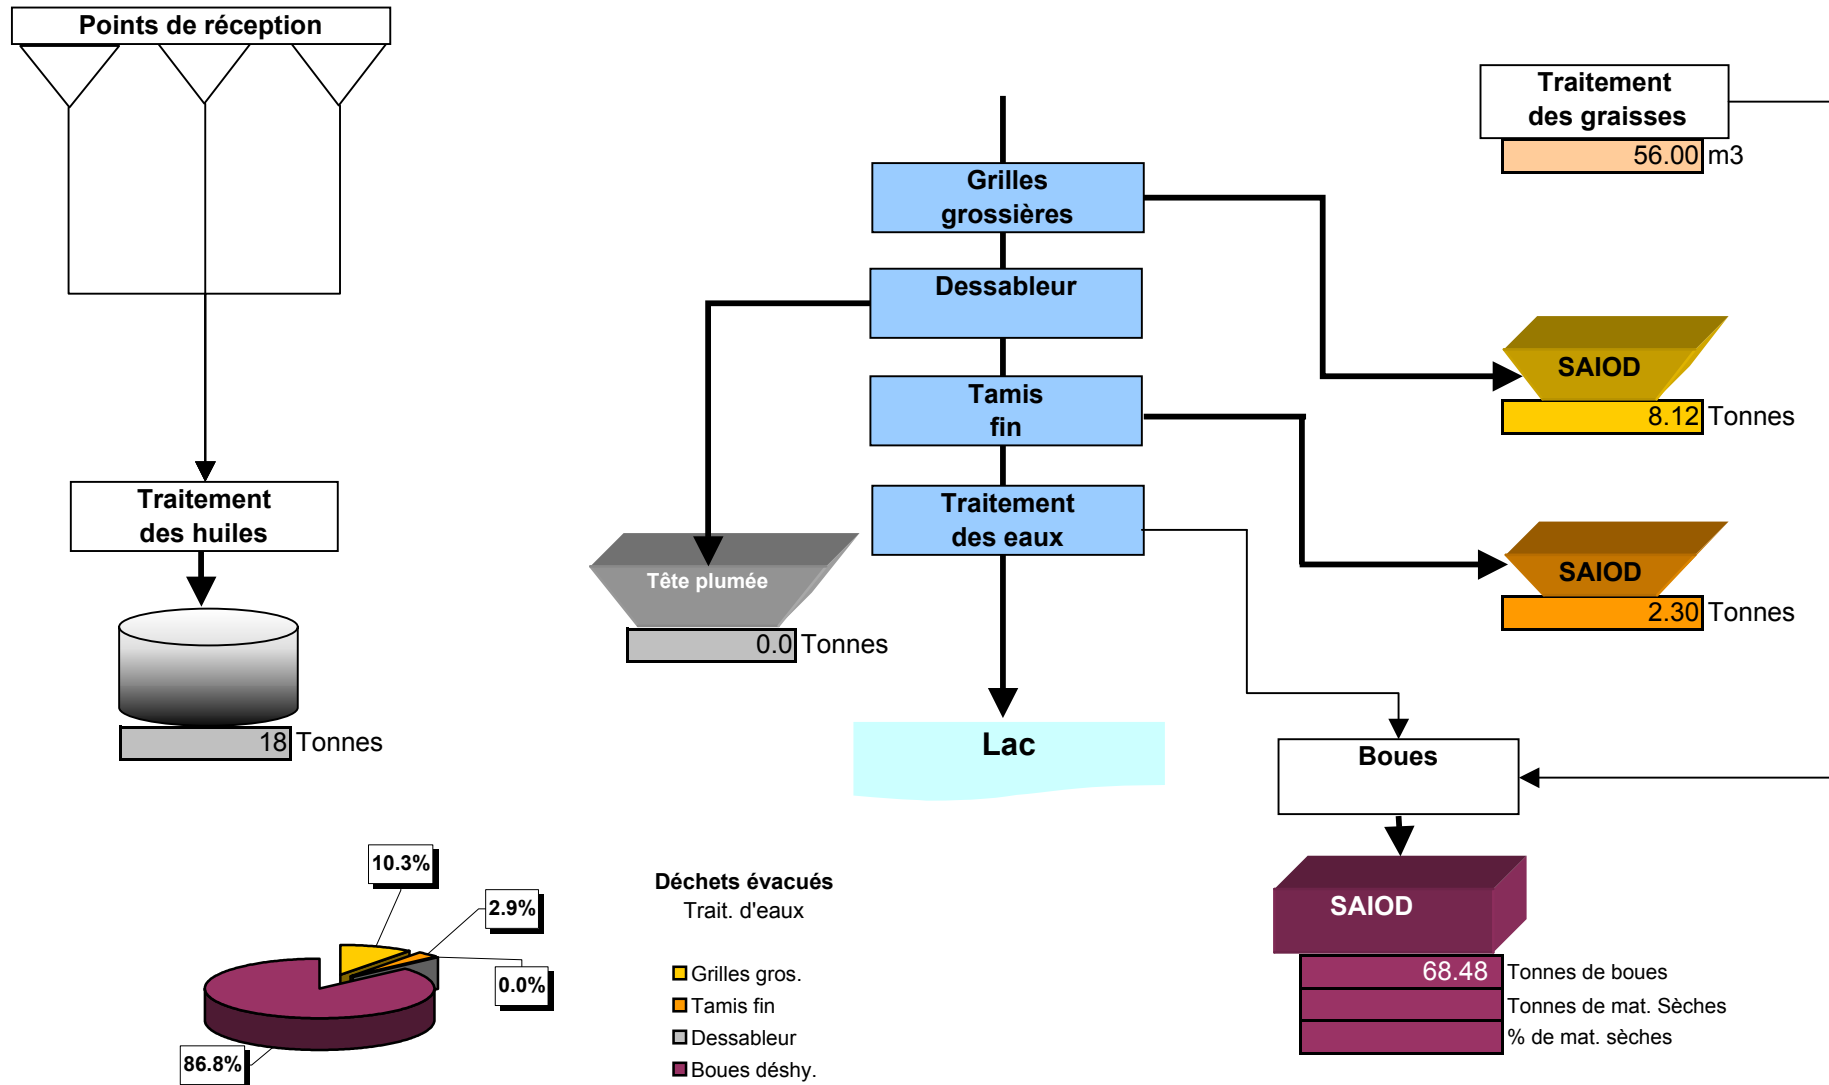 Points de réception
Traitement
des graisses
56.00 m3
Grilles
grossières
Dessableur
SAIOD
8.12 Tonnes
Tamis
fin
Traitement
des huiles
Traitement
des eaux
Tête plumée
0.0 Tonnes
SAIOD
2.30 Tonnes
18 Tonnes
Lac
Boues
10.3%
2.9%
0.0%
86.8%
Déchets évacués
Trait. d'eaux
Grilles gros.
Tamis fin
Dessableur
Boues déshy.
SAIOD
68.48 Tonnes de boues
Tonnes de mat. Sèches
% de mat. sèches